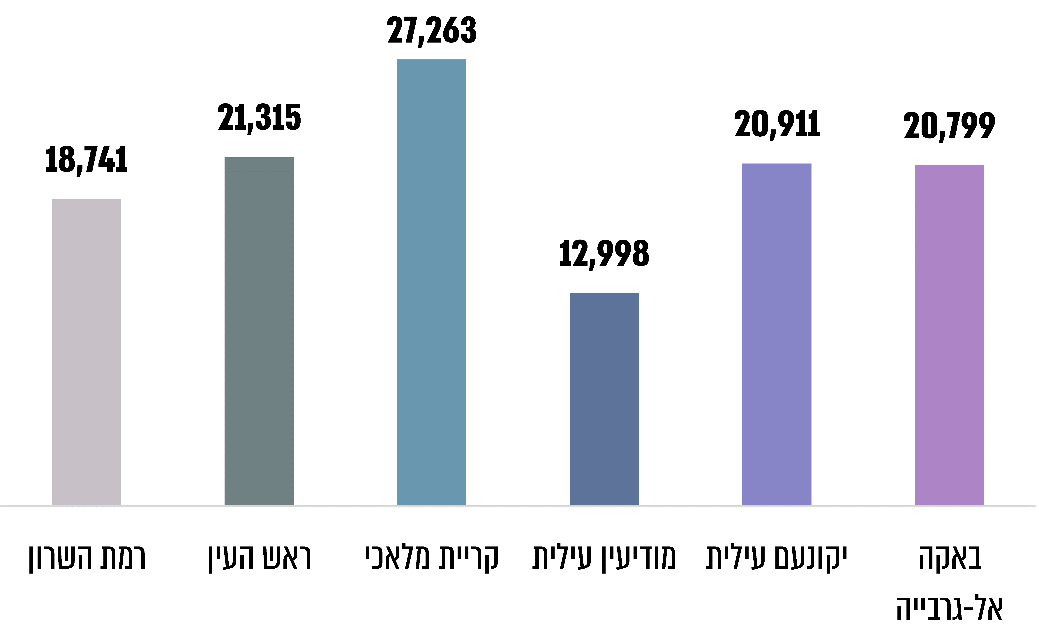 27,263
21,315
20,911
20,799
18,741
12,998
באקה
אל-גרבייה
יקונעם עילית
מודיעין עילית
קריית מלאכי
ראש העין
רמת השרון